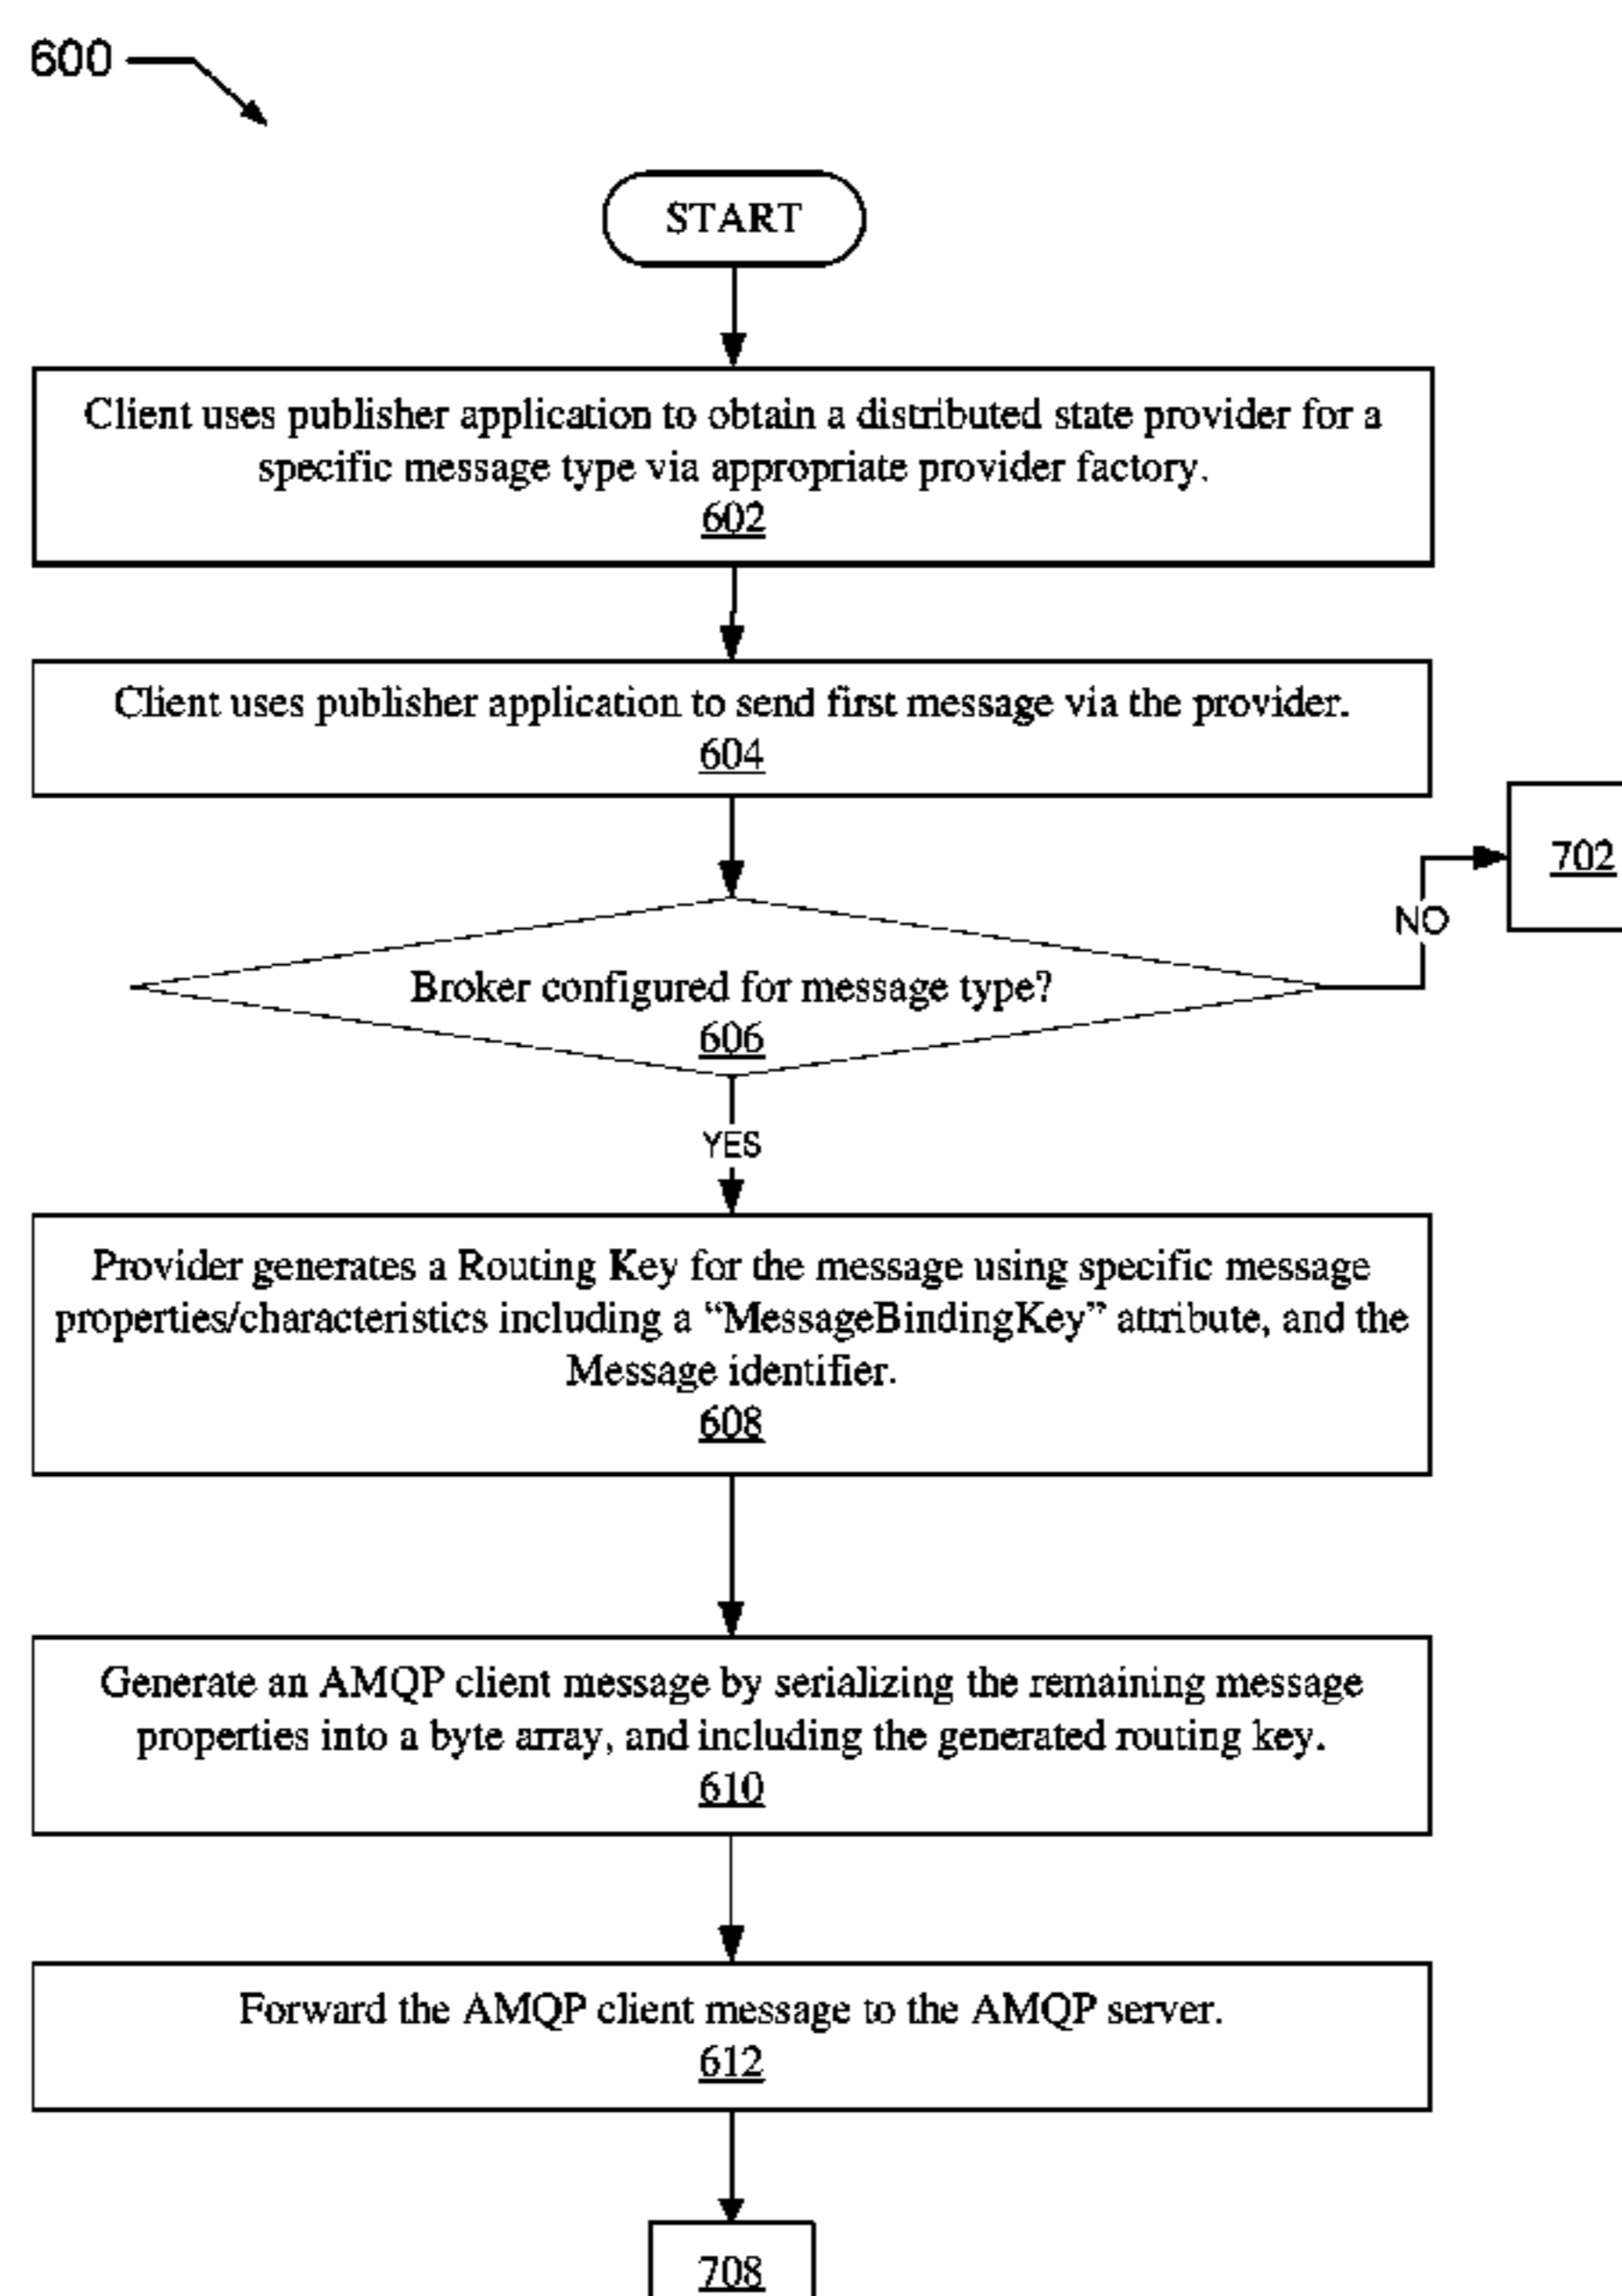 600
START
Client uses publisher application to obtain a distributed state provider for a
specific message type via appropriate provider factory.
602
Client uses publisher application to send first message via the provider.
604
702
NO
Broker configured for message type?
606
YES
Provider generates a Routing Key for the message using specific message
properties/characteristics including a “MessageBindingKey” attribute, and the
Message identifier.
608
Generate an AMQP client message by serializing the remaining message
properties into a byte array, and including the generated routing key.
610
Forward the AMQP client message to the AMQP server.
612
708